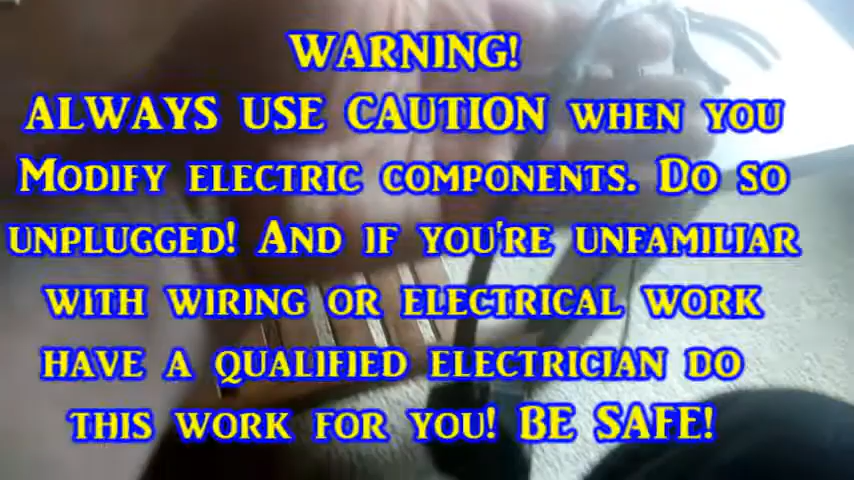 WARNING!
ALWAYS USE CAUTION WHEN YOU
MODIFY ELECTRIC COMPONENTS. DO SO
UNPLUGGED! AND IF YOU'RE UNFAMILIAR
WITH WIRING OR ELECTRICAL WORK
HAVE A QUALIFIED ELECTRICIAN DO
THIS WORK FOR YOU! BE SAFE!